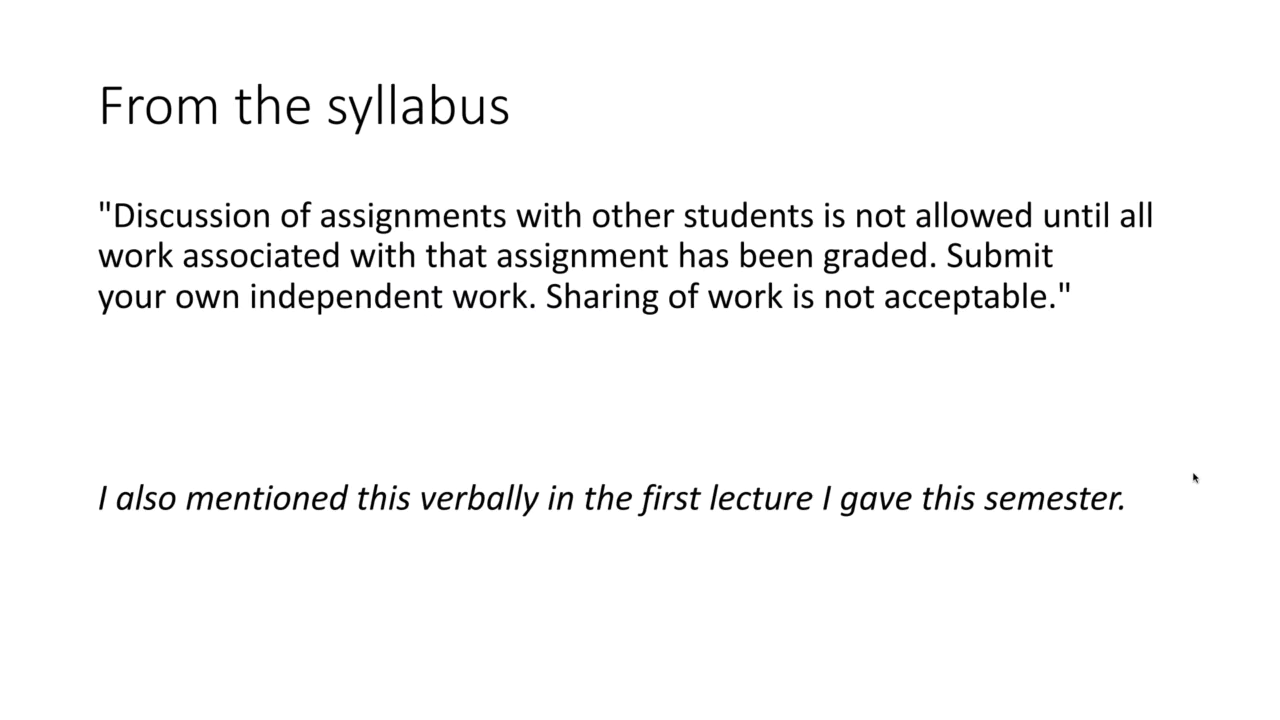 From the syllabus
"Discussion of assignments with other students is not allowed until all
work associated with that assignment has been graded. Submit
your own independent work. Sharing of work is not acceptable."
I also mentioned this verbally in the first lecture I gave this semester.